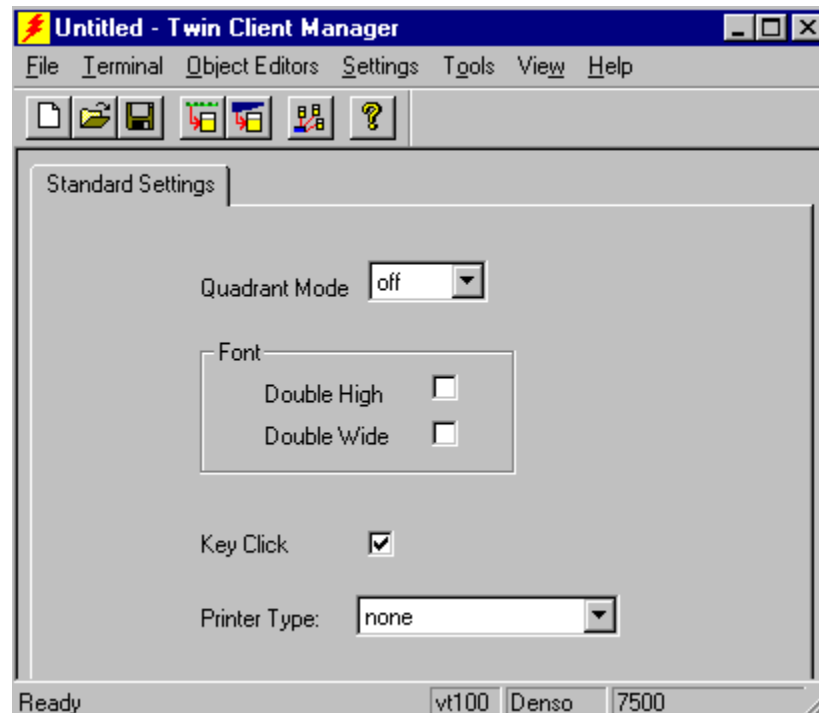 Untitled - Twin Client Manager
File Terminal Object Editors Settings Tools View Help
Standard Settings
Quadrant Mode off
Font
Double High
Double Wide
Key Click
Printer Type: none
Ready vt100 Denso 7500